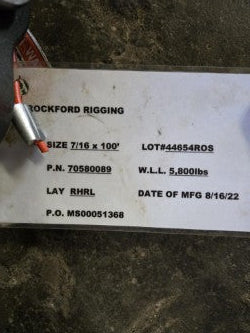 ROCKFORD RIGGING
SIZE 7/16 x 100' LOT#44654ROS
P.N. 70580089 W.L.L. 5,800lbs
LAY RHRL DATE OF MFG 8/16/22
P.O. MS00051368